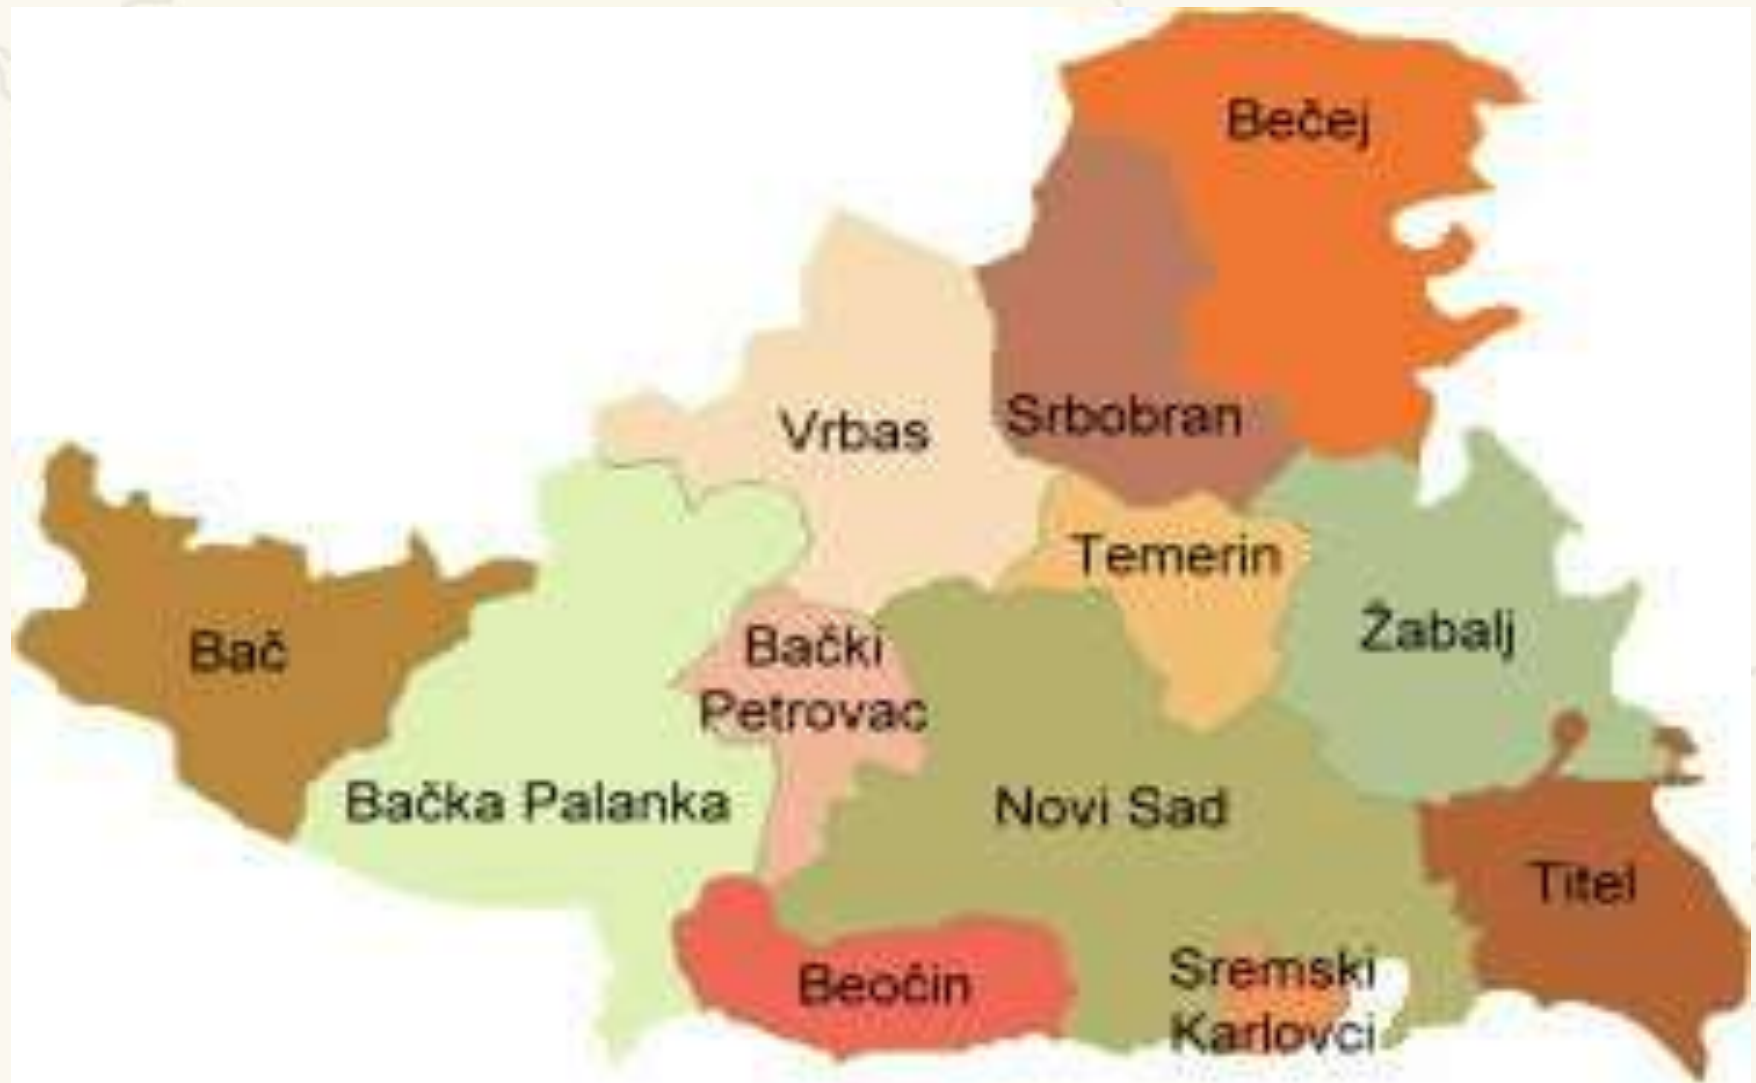 Bečej
Srbobran
Vrbas
Temerin
Žabalj
Bač
Bački
Petrovac
Bačka Palanka
Novi Sad
Titel
Beočin
Sremski
Karlovci